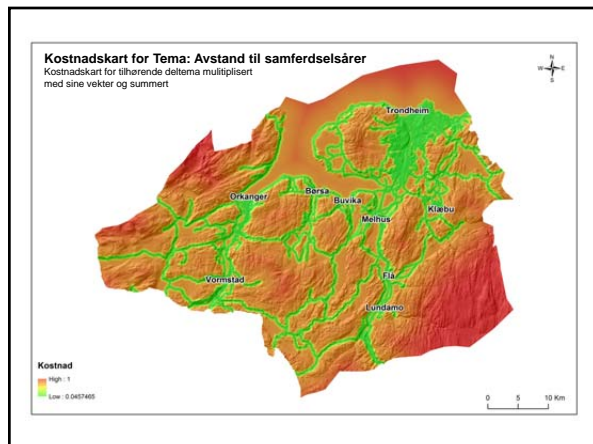 Kostnadskart for Tema: Avstand til samferdselsårer
Kostnadskart for tilhørende deltema mulitiplisert
med sine vekter og summert
N
W E
S
Trondheim
Orkanger
Børsa
Buvika
Melhus
Klæbu
Vormstad
Flå
Lundamo
Kostnad
High : 1
Low : 0.0457465
0 5 10 Km